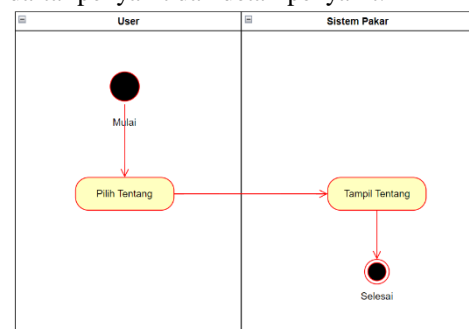 User
Sistem Pakar
Mulai
Pilih Tentang
Tampil Tentang
Selesai